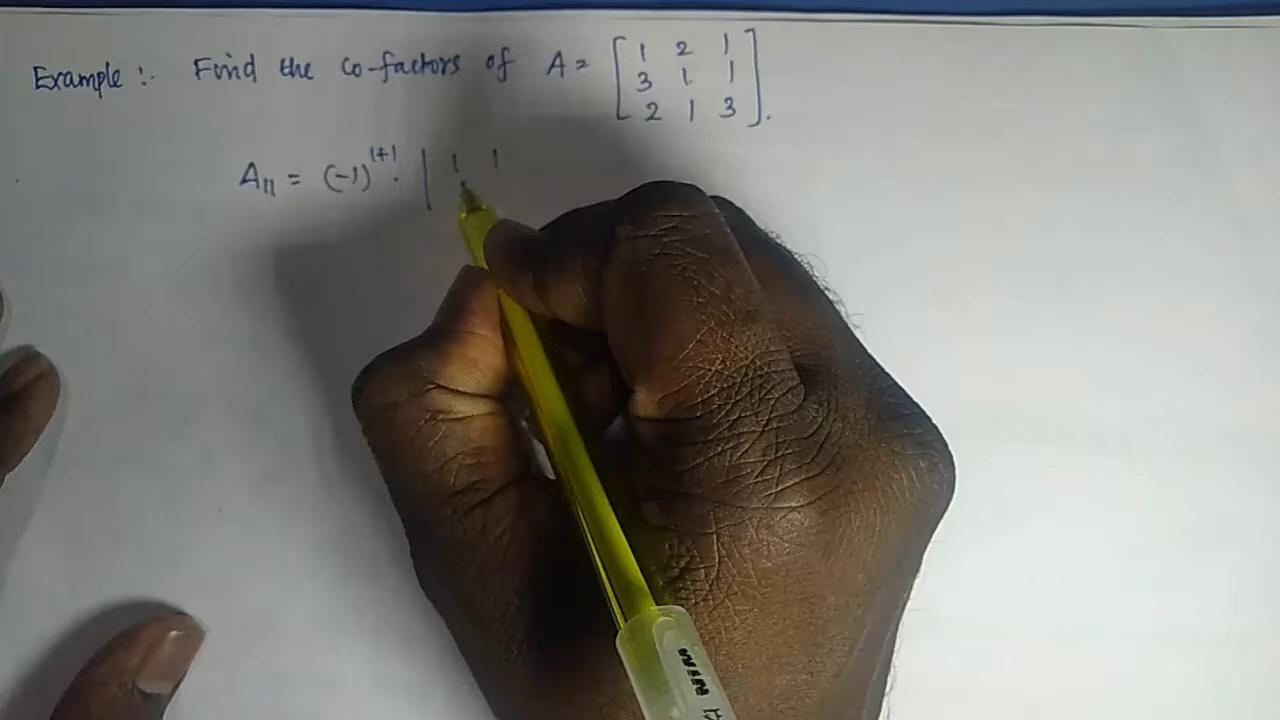 Example :- Find the co-factors of A = [ 1 2 1
3 1 1
2 1 3 ].
A11 = (-1)^1+1 . | 1 1